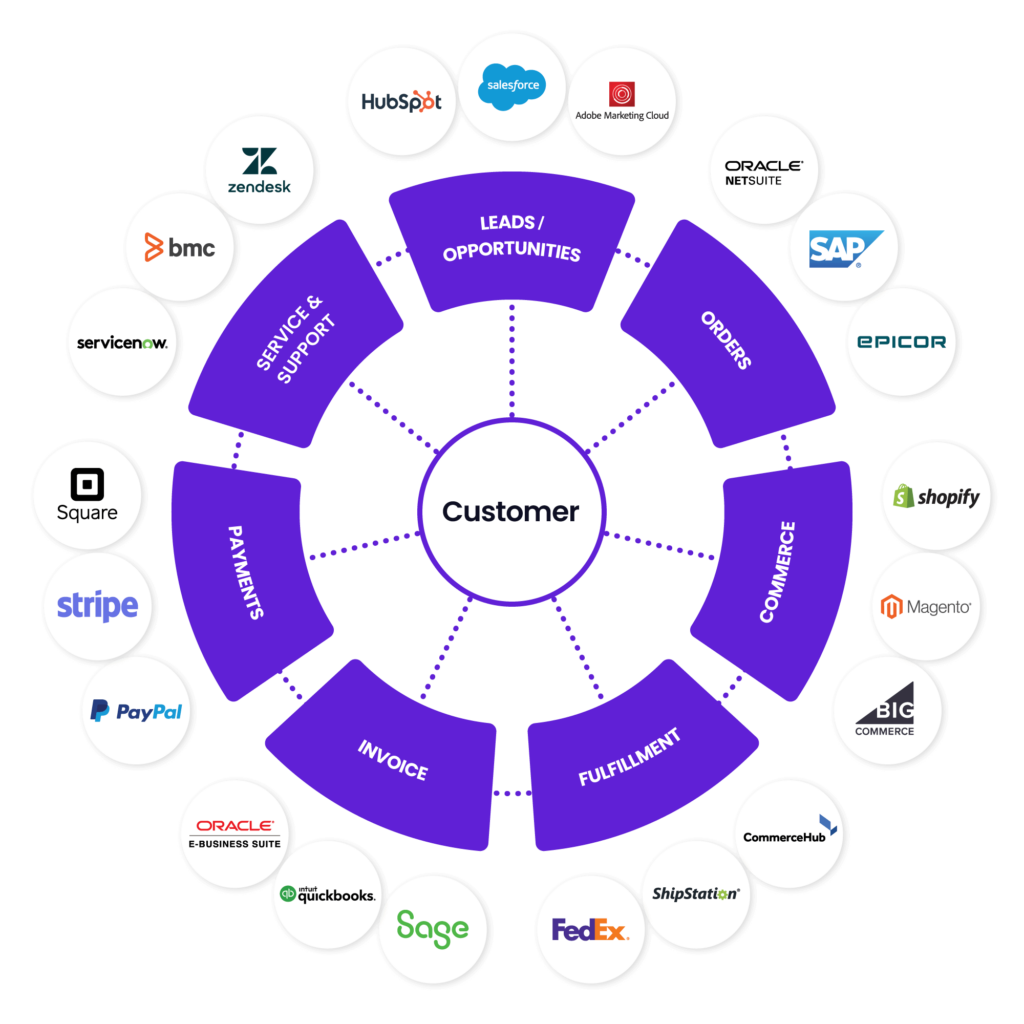 HubSpot
salesforce
Adobe Marketing Cloud
ORACLE®
NETSUITE
zendesk
SAP®
bmc
EPICOR
servicenow.
LEADS /
OPPORTUNITIES
ORDERS
SERVICE &
SUPPORT
Customer
shopify
Square
COMMERCE
PAYMENTS
Magento®
stripe
BIG
COMMERCE
PayPal
INVOICE
FULFILLMENT
ORACLE®
E-BUSINESS SUITE
CommerceHub
intuit
qb quickbooks.
ShipStation®
Sage
FedEx®